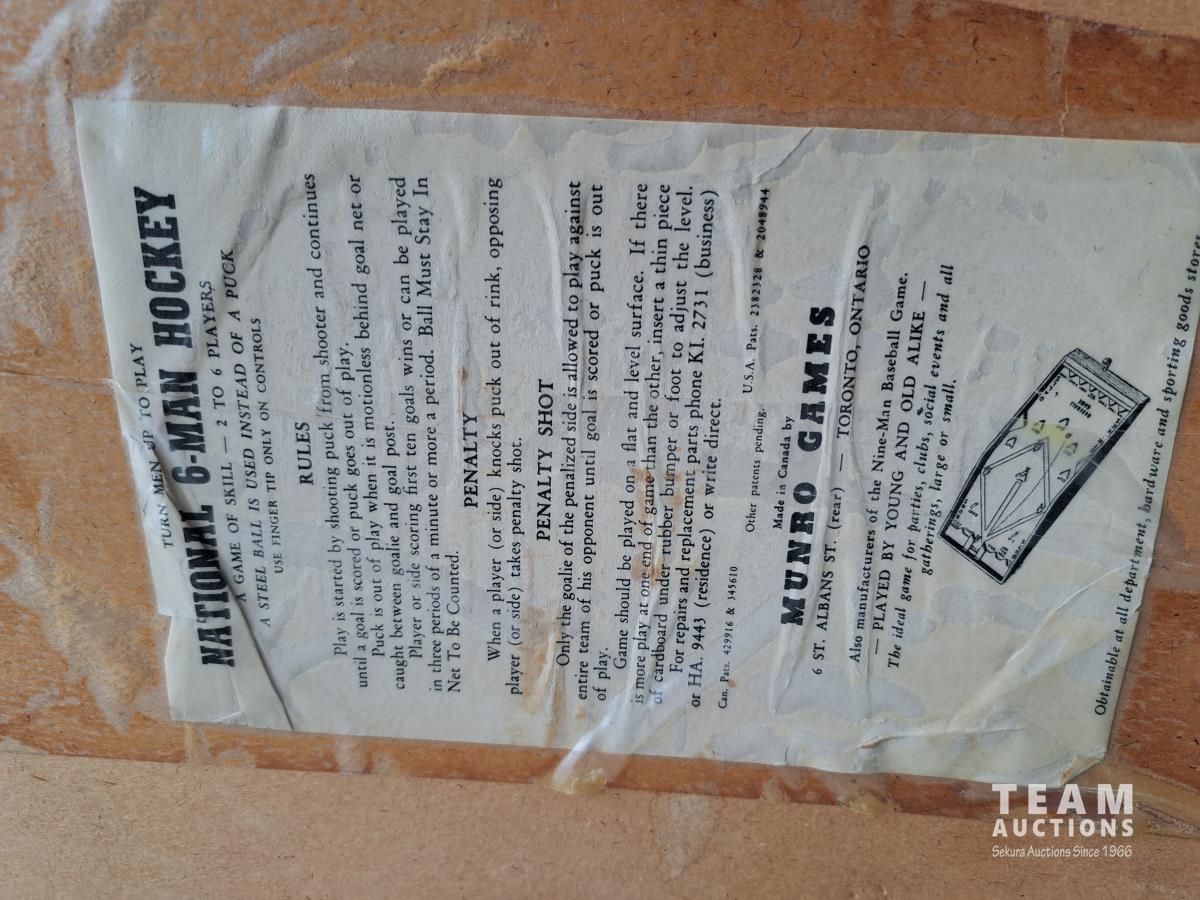 TURN MEN UP TO PLAY
NATIONAL 6-MAN HOCKEY
A GAME OF SKILL — 2 TO 6 PLAYERS
A STEEL BALL IS USED INSTEAD OF A PUCK
USE FINGER TIP ONLY ON CONTROLS
RULES
Play is started by shooting puck from shooter and continues
until a goal is scored or puck goes out of play.
Puck is out of play when it is motionless behind goal net or
caught between goalie and goal post.
Player or side scoring first ten goals wins or can be played
in three periods of a minute or more a period. Ball Must Stay In
Net To Be Counted.
PENALTY
When a player (or side) knocks puck out of rink, opposing
player (or side) takes penalty shot.
PENALTY SHOT
Only the goalie of the penalized side is allowed to play against
entire team of his opponent until goal is scored or puck is out
of play.
Game should be played on a flat and level surface. If there
is more play at one end of game than the other, insert a thin piece
of cardboard under rubber bumper or foot to adjust the level.
For repairs and replacement parts phone KI. 2731 (business)
or HA. 9443 (residence) or write direct.
Can. Pats. 429916 & 345610 Other patents pending. U.S.A. Pats. 2382328 & 2048944
Made in Canada by
MUNRO GAMES
6 ST. ALBANS ST. (rear) — TORONTO, ONTARIO
Also manufacturers of the Nine-Man Baseball Game.
— PLAYED BY YOUNG AND OLD ALIKE —
The ideal game for parties, clubs, social events and all
gatherings, large or small.
Obtainable at all department, hardware and sporting goods stores
TEAM
AUCTIONS
Sekura Auctions Since 1966